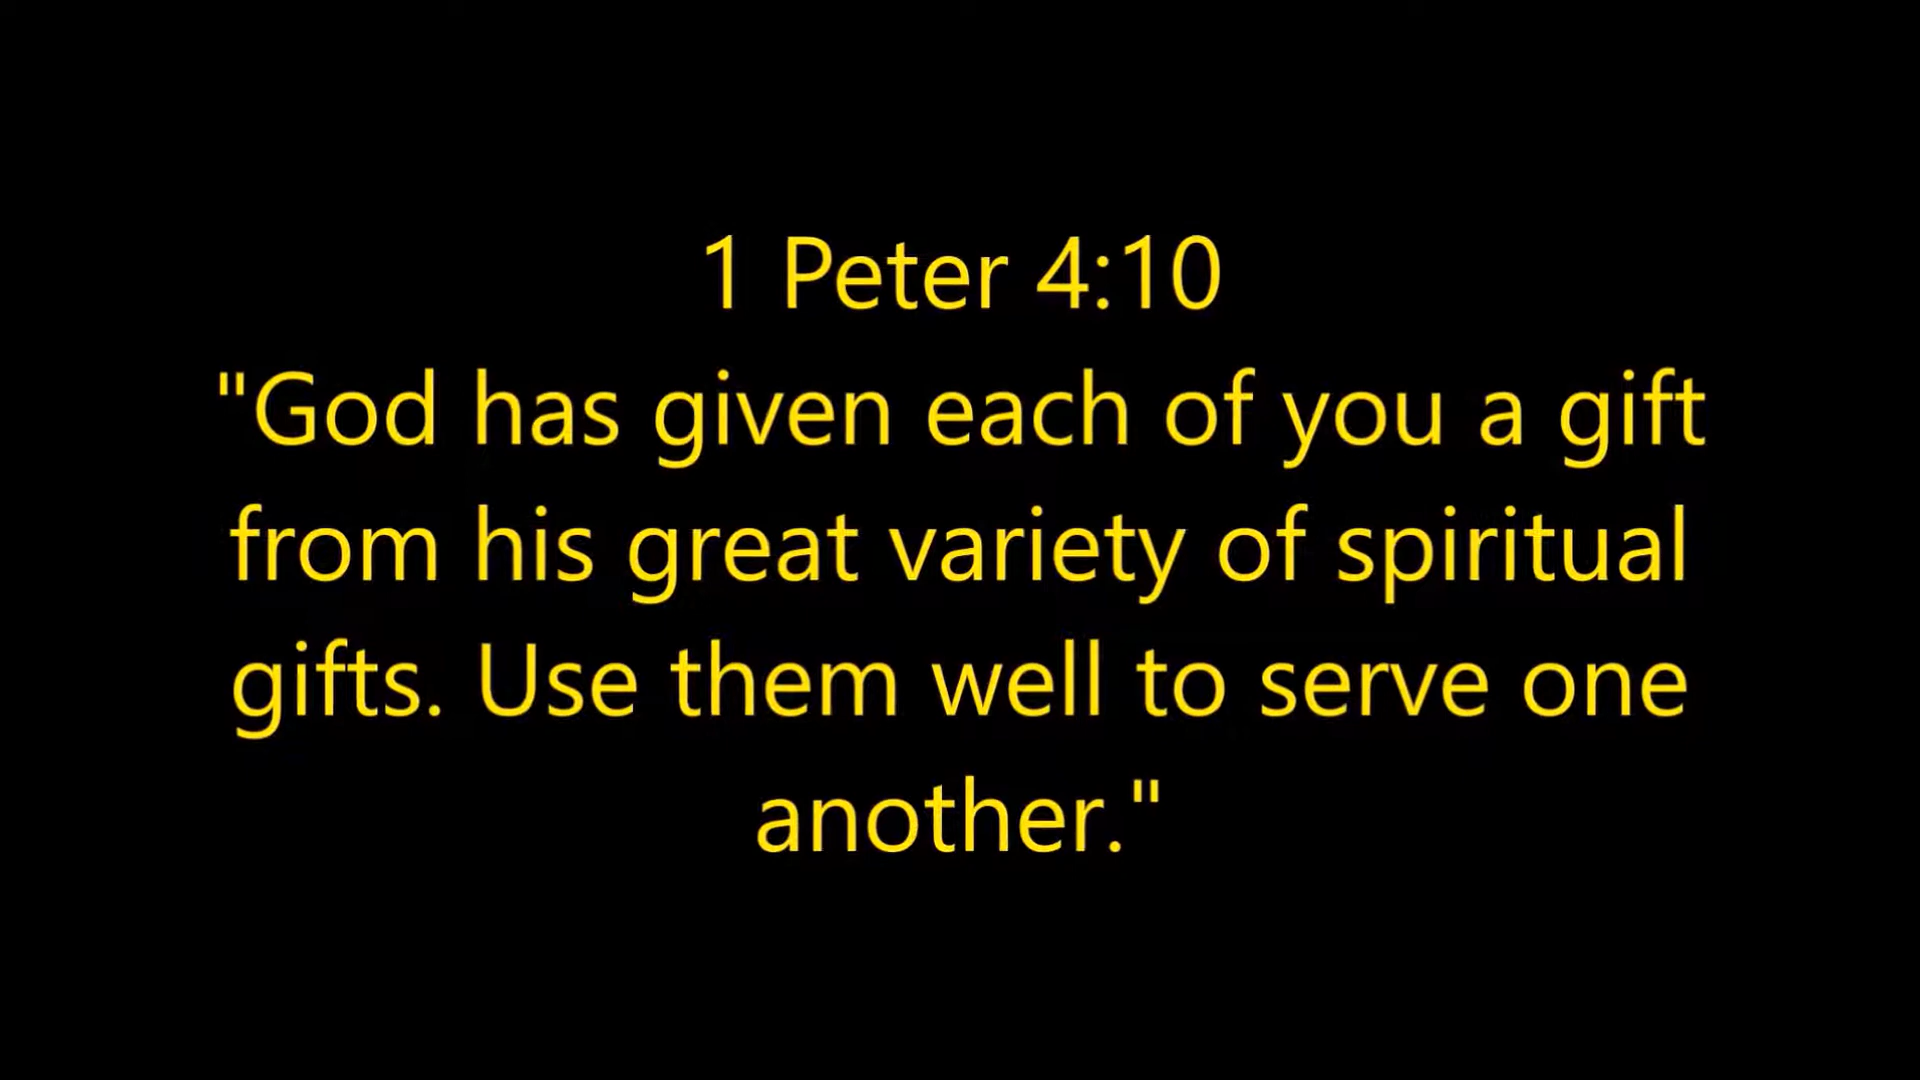 1 Peter 4:10
"God has given each of you a gift
from his great variety of spiritual
gifts. Use them well to serve one
another."